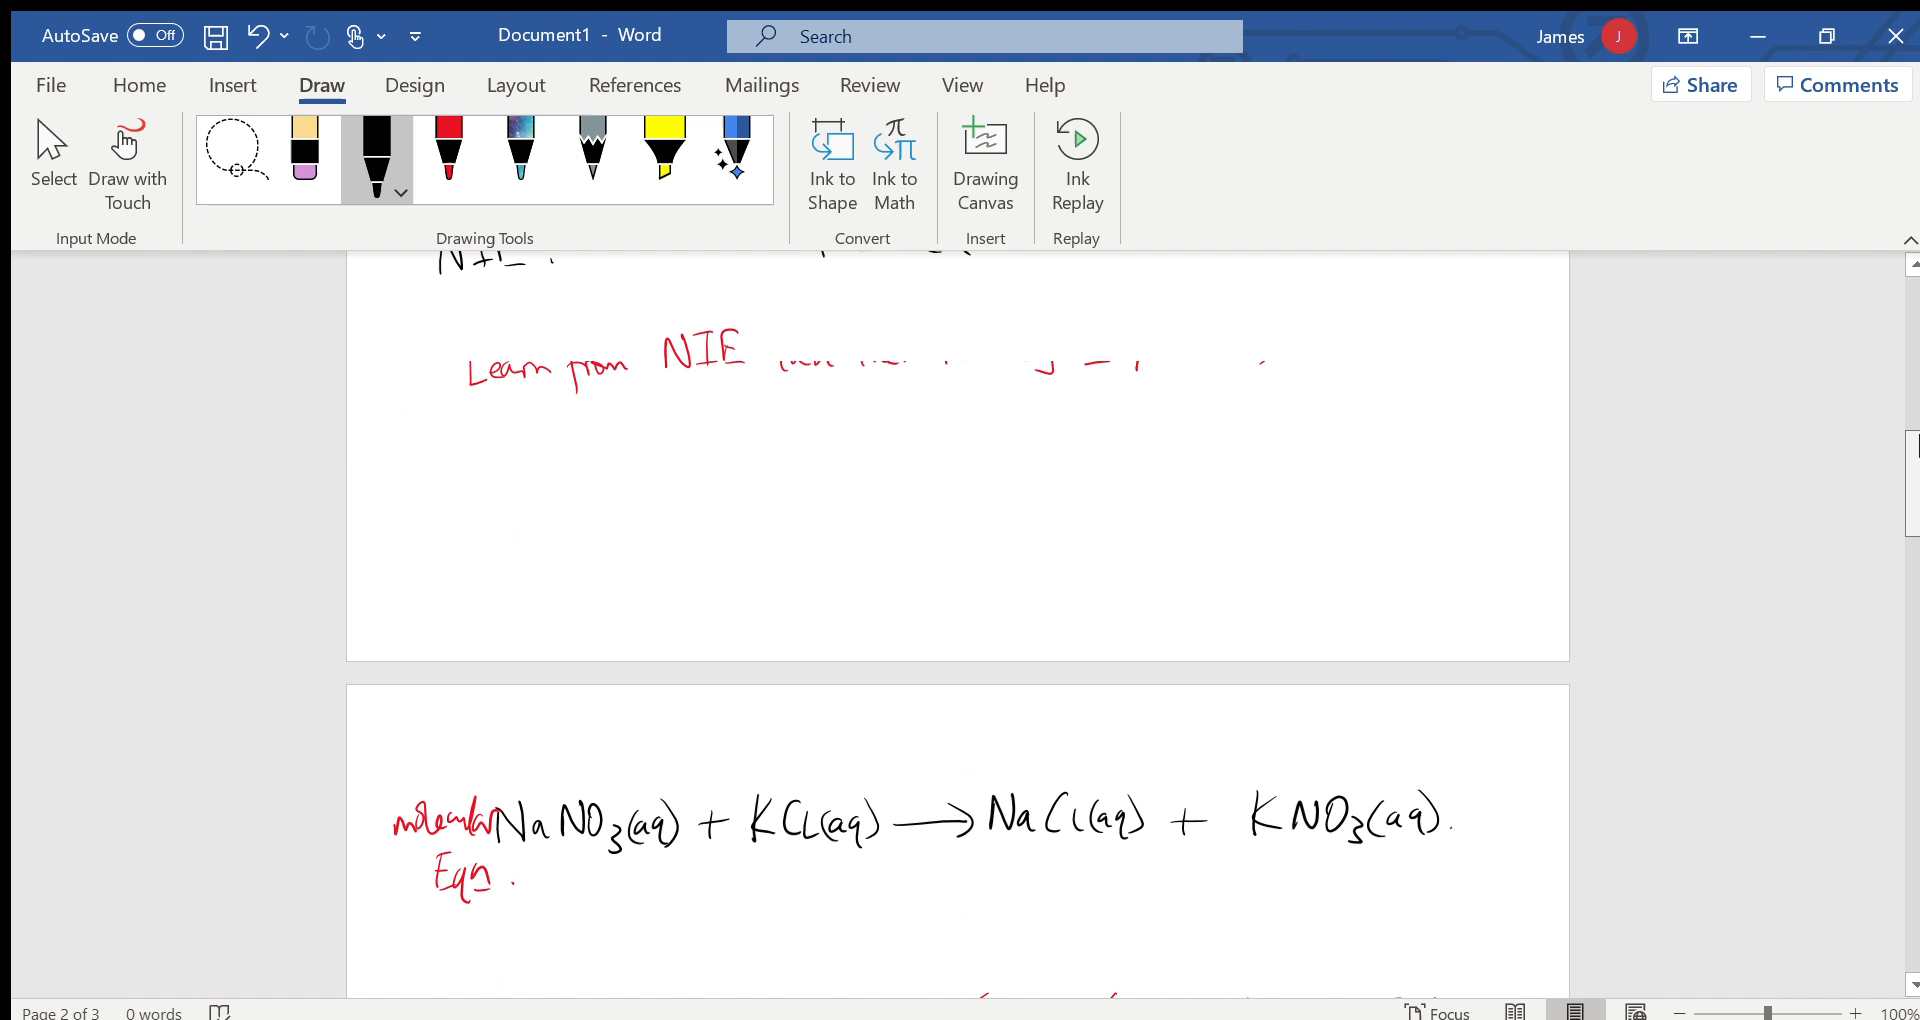 AutoSave Off Document1 - Word Search James J
File Home Insert Draw Design Layout References Mailings Review View Help Share Comments
Select Draw with Touch Ink to Shape Ink to Math Drawing Canvas Ink Replay
Input Mode Drawing Tools Convert Insert Replay
NIE.
Learn from NIE
molecular NaNO3(aq) + KCl(aq) → NaCl(aq) + KNO3(aq).
Eqn.
Page 2 of 3 0 words Focus 100%